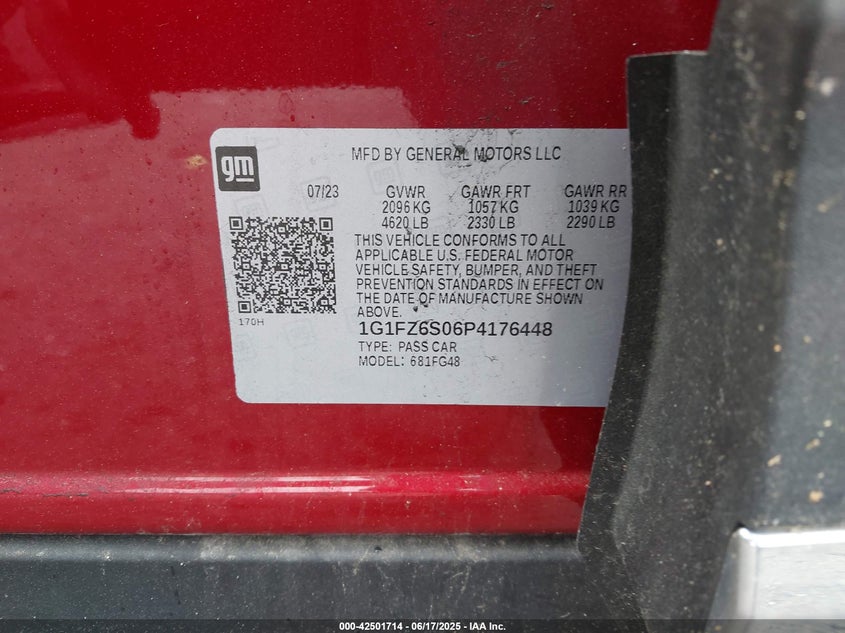 gm
MFD BY GENERAL MOTORS LLC
07/23 GVWR GAWR FRT GAWR RR
2096 KG 1057 KG 1039 KG
4620 LB 2330 LB 2290 LB
THIS VEHICLE CONFORMS TO ALL
APPLICABLE U.S. FEDERAL MOTOR
VEHICLE SAFETY, BUMPER, AND THEFT
PREVENTION STANDARDS IN EFFECT ON
THE DATE OF MANUFACTURE SHOWN
ABOVE.
170H
1G1FZ6S06P4176448
TYPE: PASS CAR
MODEL: 681FG48
000-42501714 - 06/17/2025 - IAA Inc.